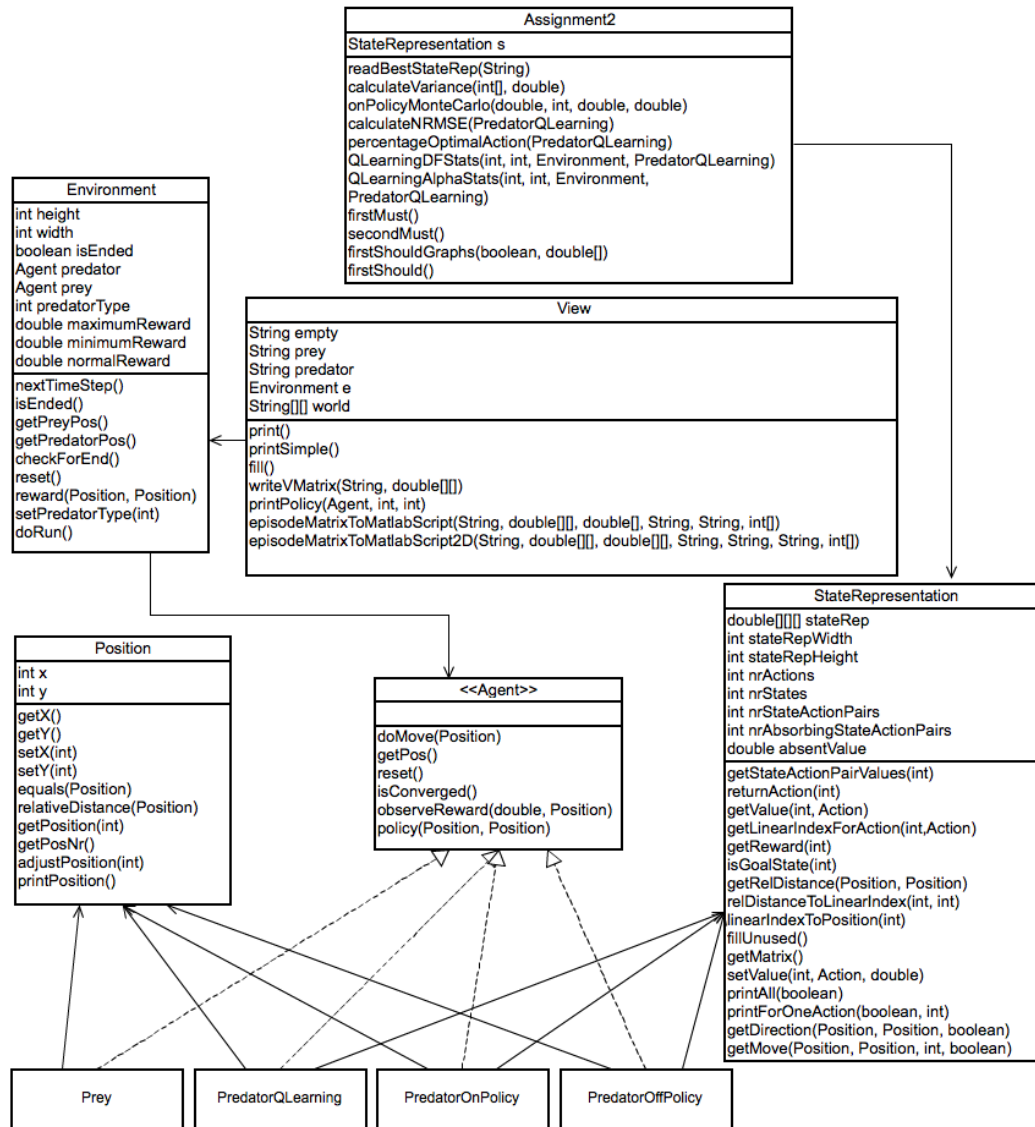 Assignment2
StateRepresentation s
readBestStateRep(String)
calculateVariance(int[], double)
onPolicyMonteCarlo(double, int, double, double)
calculateNRMSE(PredatorQLearning)
percentageOptimalAction(PredatorQLearning)
QLearningDFStats(int, int, Environment, PredatorQLearning)
QLearningAlphaStats(int, int, Environment,
PredatorQLearning)
firstMust()
secondMust()
firstShouldGraphs(boolean, double[])
firstShould()
Environment
int height
int width
boolean isEnded
Agent predator
Agent prey
int predatorType
double maximumReward
double minimumReward
double normalReward
nextTimeStep()
isEnded()
getPreyPos()
getPredatorPos()
checkForEnd()
reset()
reward(Position, Position)
setPredatorType(int)
doRun()
View
String empty
String prey
String predator
Environment e
String[][] world
print()
printSimple()
fill()
writeVMatrix(String, double[][])
printPolicy(Agent, int, int)
episodeMatrixToMatlabScript(String, double[][], double[], String, String, int[])
episodeMatrixToMatlabScript2D(String, double[][], double[][], String, String, String, int[])
Position
int x
int y
getX()
getY()
setX(int)
setY(int)
equals(Position)
relativeDistance(Position)
getPosition(int)
getPosNr()
adjustPosition(int)
printPosition()
<<Agent>>
doMove(Position)
getPos()
reset()
isConverged()
observeReward(double, Position)
policy(Position, Position)
StateRepresentation
double[][][] stateRep
int stateRepWidth
int stateRepHeight
int nrActions
int nrStates
int nrStateActionPairs
int nrAbsorbingStateActionPairs
double absentValue
getStateActionPairValues(int)
returnAction(int)
getValue(int, Action)
getLinearIndexForAction(int,Action)
getReward(int)
isGoalState(int)
getRelDistance(Position, Position)
relDistanceToLinearIndex(int, int)
linearIndexToPosition(int)
fillUnused()
getMatrix()
setValue(int, Action, double)
printAll(boolean)
printForOneAction(boolean, int)
getDirection(Position, Position, boolean)
getMove(Position, Position, int, boolean)
Prey
PredatorQLearning
PredatorOnPolicy
PredatorOffPolicy